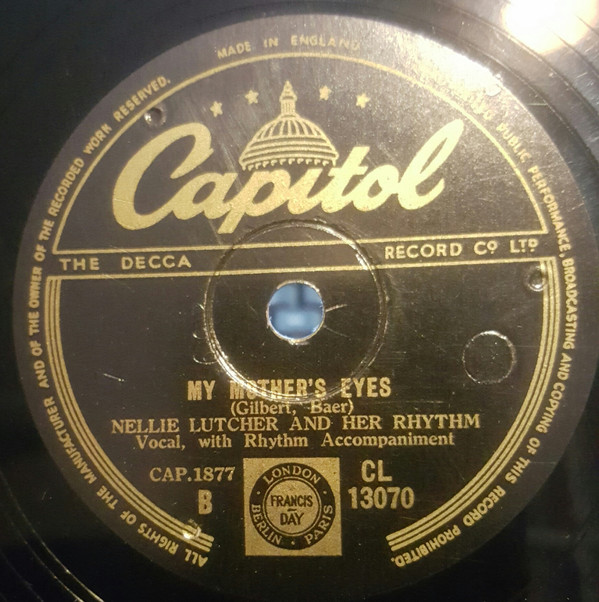 MADE IN ENGLAND
ALL RIGHTS OF THE MANUFACTURER AND OF THE OWNER OF THE RECORDED WORK RESERVED.
PUBLIC PERFORMANCE, BROADCASTING AND COPYING OF THIS RECORD PROHIBITED.
Capitol
THE DECCA RECORD Cº LTᴰ
MY MOTHER'S EYES
(Gilbert, Baer)
NELLIE LUTCHER AND HER RHYTHM
Vocal, with Rhythm Accompaniment
CAP.1877
B
LONDON
FRANCIS
DAY
BERLIN PARIS
CL
13070